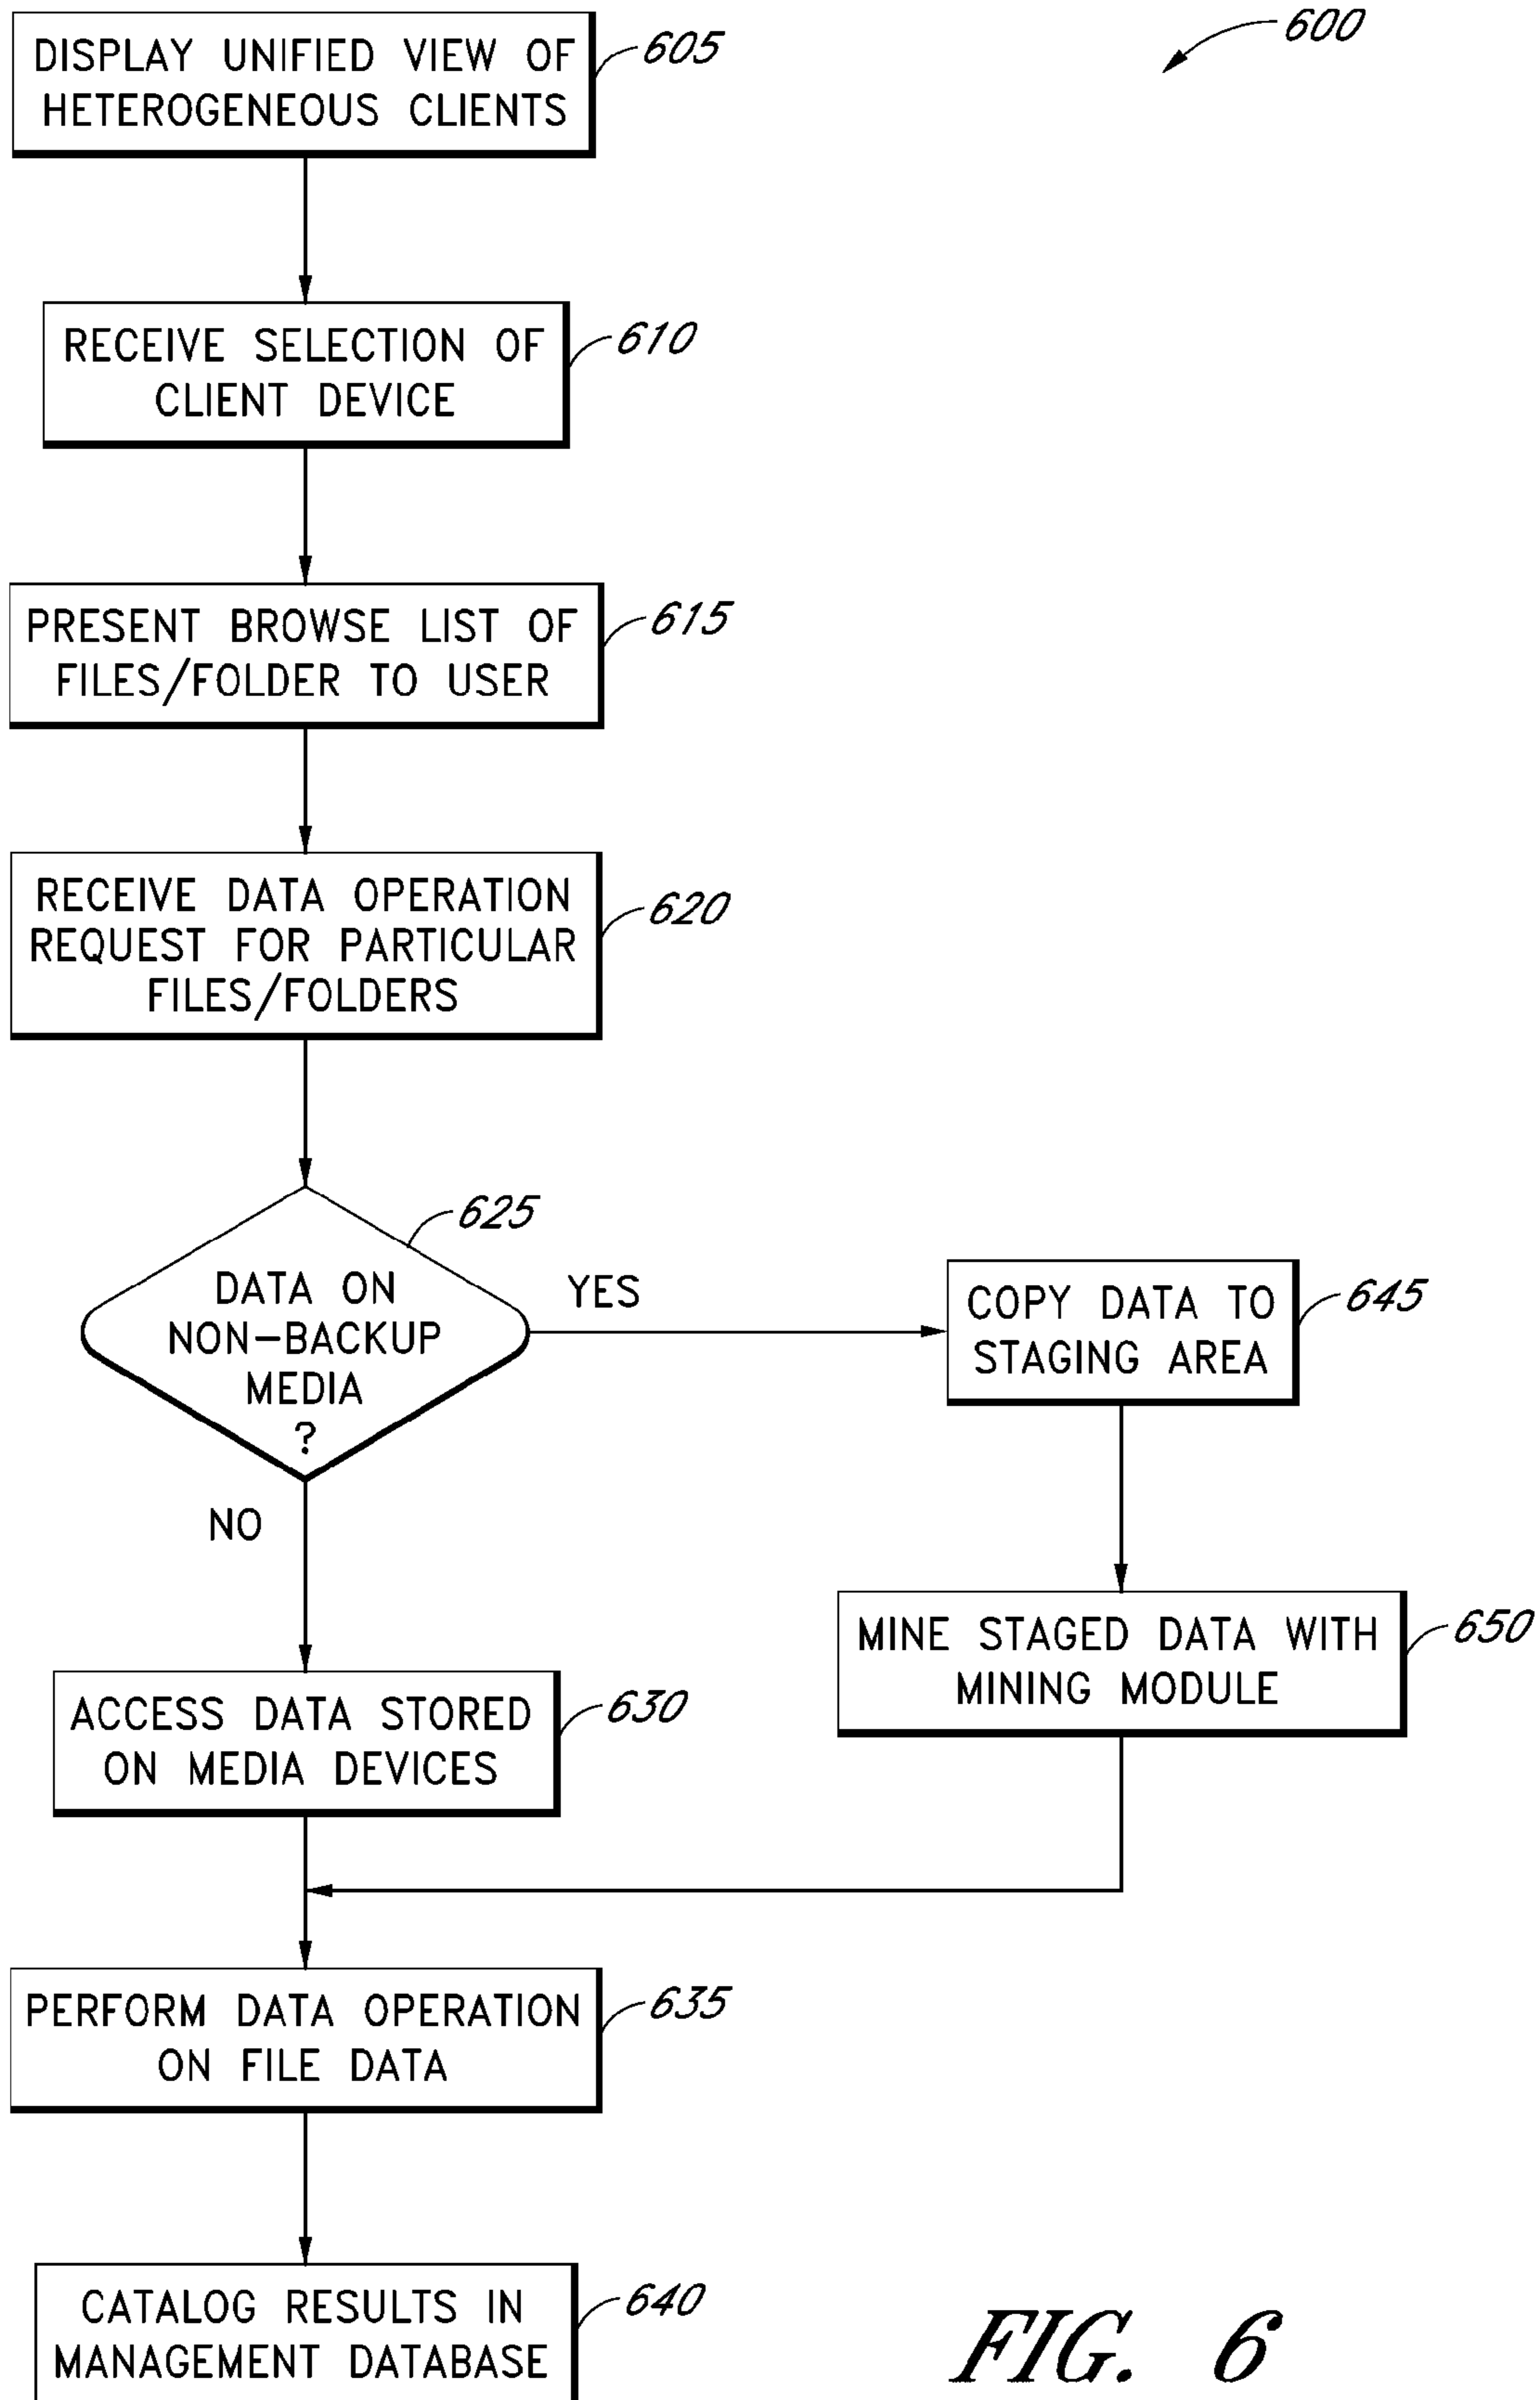 600
DISPLAY UNIFIED VIEW OF
HETEROGENEOUS CLIENTS
605
RECEIVE SELECTION OF
CLIENT DEVICE
610
PRESENT BROWSE LIST OF
FILES/FOLDER TO USER
615
RECEIVE DATA OPERATION
REQUEST FOR PARTICULAR
FILES/FOLDERS
620
DATA ON
NON-BACKUP
MEDIA
?
625
YES
NO
COPY DATA TO
STAGING AREA
645
MINE STAGED DATA WITH
MINING MODULE
650
ACCESS DATA STORED
ON MEDIA DEVICES
630
PERFORM DATA OPERATION
ON FILE DATA
635
CATALOG RESULTS IN
MANAGEMENT DATABASE
640
FIG. 6